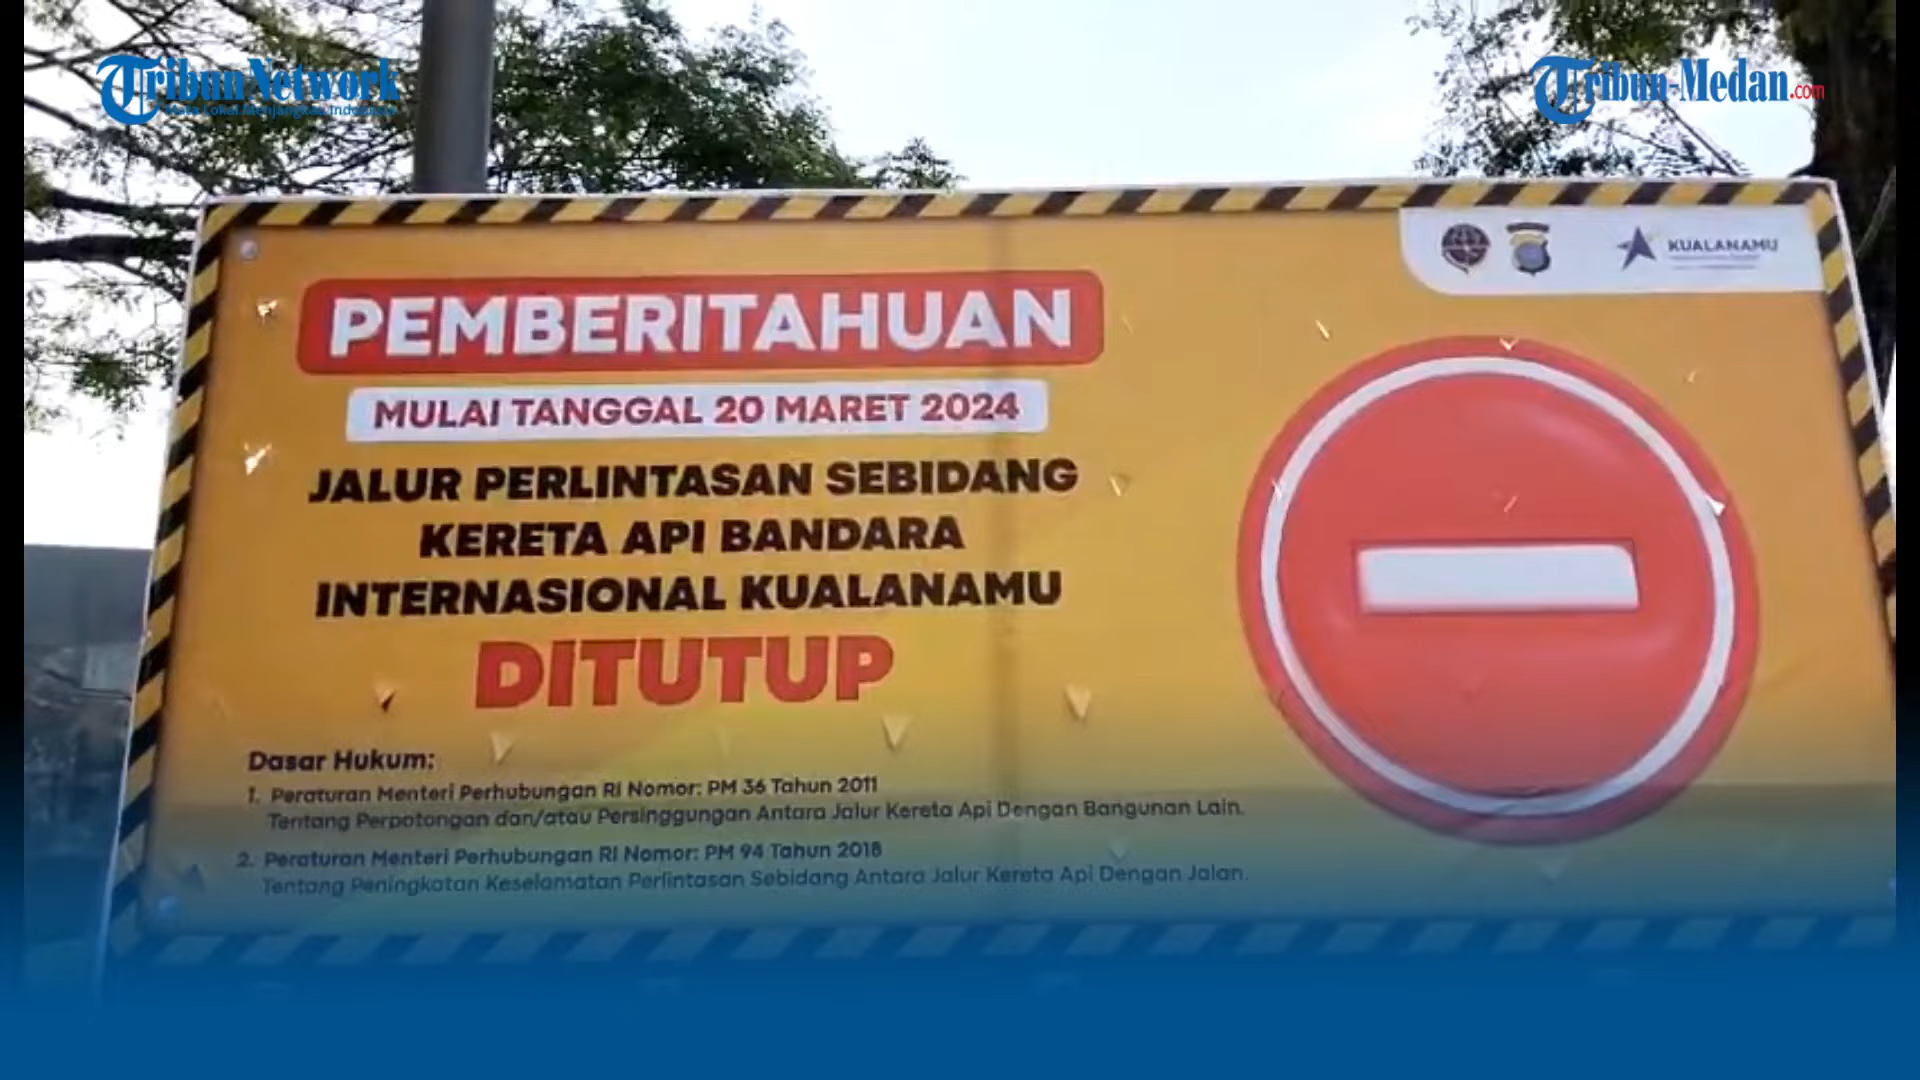 Tribun Network
Tribun-Medan.com
KUALANAMU
PEMBERITAHUAN
MULAI TANGGAL 20 MARET 2024
JALUR PERLINTASAN SEBIDANG
KERETA API BANDARA
INTERNASIONAL KUALANAMU
DITUTUP
Dasar Hukum:
1. Peraturan Menteri Perhubungan RI Nomor: PM 36 Tahun 2011
Tentang Perpotongan dan/atau Persinggungan Antara Jalur Kereta Api Dengan Bangunan Lain.
2. Peraturan Menteri Perhubungan RI Nomor: PM 94 Tahun 2018
Tentang Peningkatan Keselamatan Perlintasan Sebidang Antara Jalur Kereta Api Dengan Jalan.